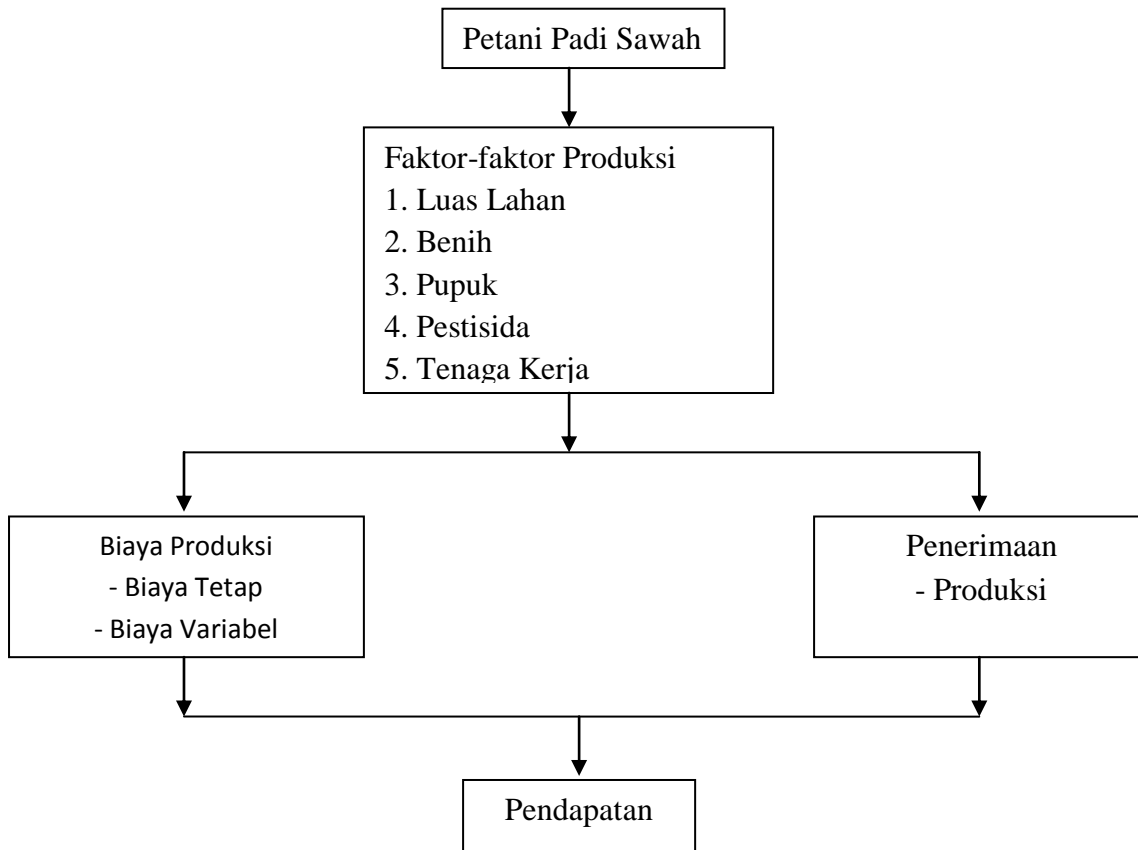 Petani Padi Sawah
Faktor-faktor Produksi
1. Luas Lahan
2. Benih
3. Pupuk
4. Pestisida
5. Tenaga Kerja
Biaya Produksi
- Biaya Tetap
- Biaya Variabel
Penerimaan
- Produksi
Pendapatan